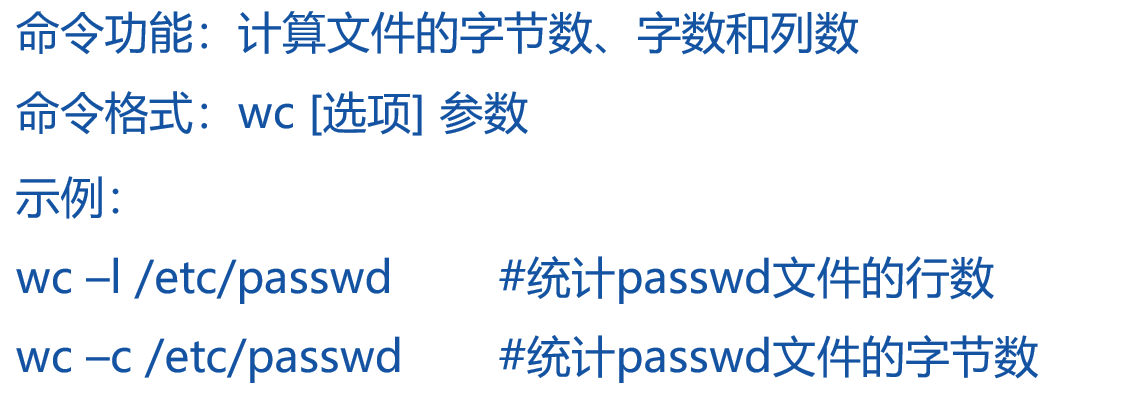 命令功能：计算文件的字节数、字数和列数
命令格式：wc [选项] 参数
示例：
wc –l /etc/passwd #统计passwd文件的行数
wc –c /etc/passwd #统计passwd文件的字节数